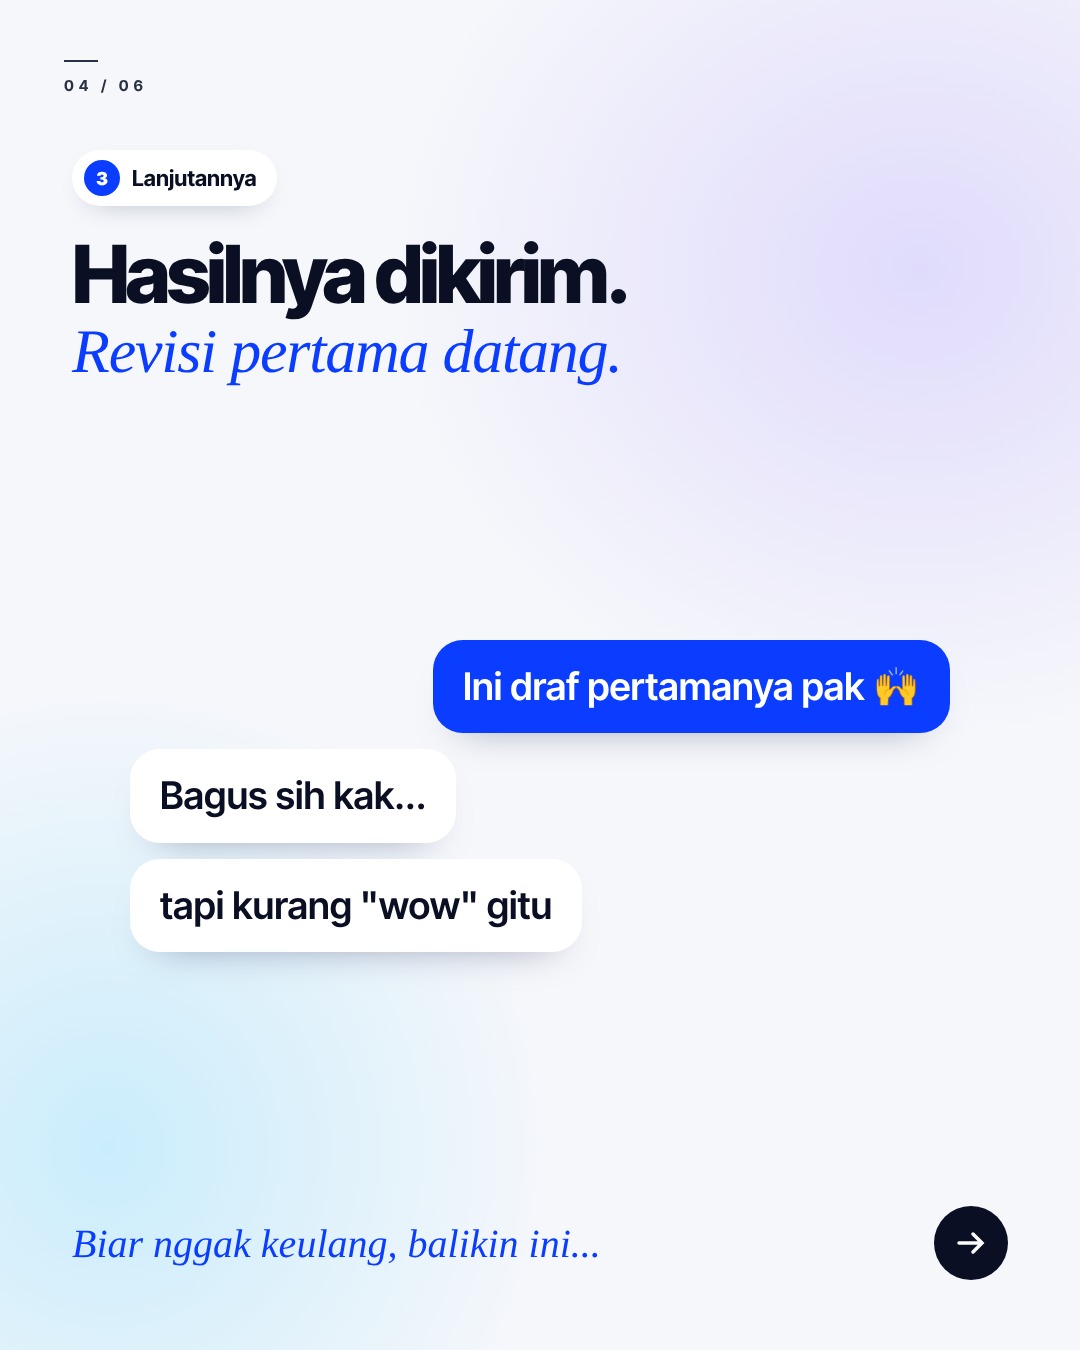 04 / 06
3 Lanjutannya
Hasilnya dikirim.
Revisi pertama datang.
Ini draf pertamanya pak 🙌
Bagus sih kak...
tapi kurang "wow" gitu
Biar nggak keulang, balikin ini...